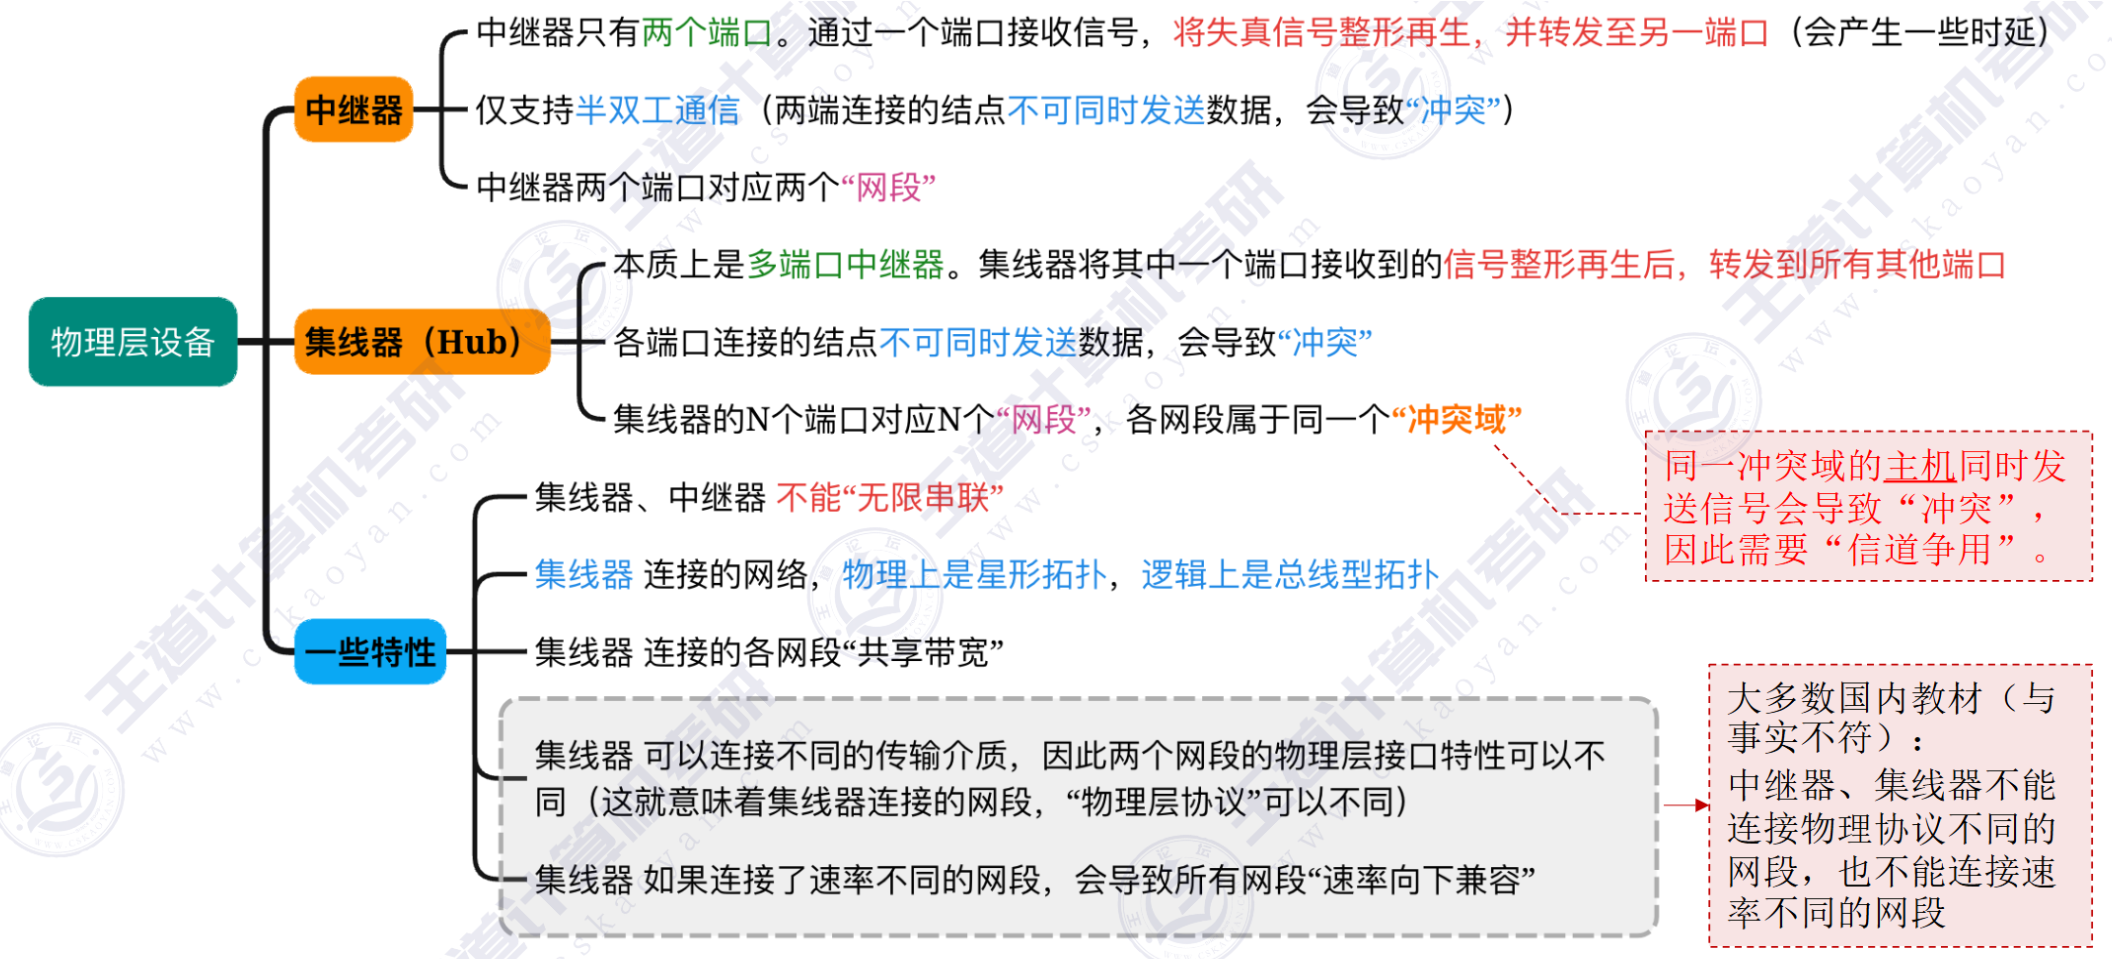 中继器只有两个端口。通过一个端口接收信号，将失真信号整形再生，并转发至另一端口（会产生一些时延）
中继器
仅支持半双工通信（两端连接的结点不可同时发送数据，会导致“冲突”）
中继器两个端口对应两个“网段”
本质上是多端口中继器。集线器将其中一个端口接收到的信号整形再生后，转发到所有其他端口
物理层设备
集线器（Hub）
各端口连接的结点不可同时发送数据，会导致“冲突”
集线器的N个端口对应N个“网段”，各网段属于同一个“冲突域”
同一冲突域的主机同时发
送信号会导致“冲突”，
因此需要“信道争用”。
集线器、中继器 不能“无限串联”
集线器 连接的网络，物理上是星形拓扑，逻辑上是总线型拓扑
一些特性
集线器 连接的各网段“共享带宽”
集线器 可以连接不同的传输介质，因此两个网段的物理层接口特性可以不
同（这就意味着集线器连接的网段，“物理层协议”可以不同）
集线器 如果连接了速率不同的网段，会导致所有网段“速率向下兼容”
大多数国内教材（与
事实不符）：
中继器、集线器不能
连接物理协议不同的
网段，也不能连接速
率不同的网段
王道计算机考研
www.cskaoyan.com